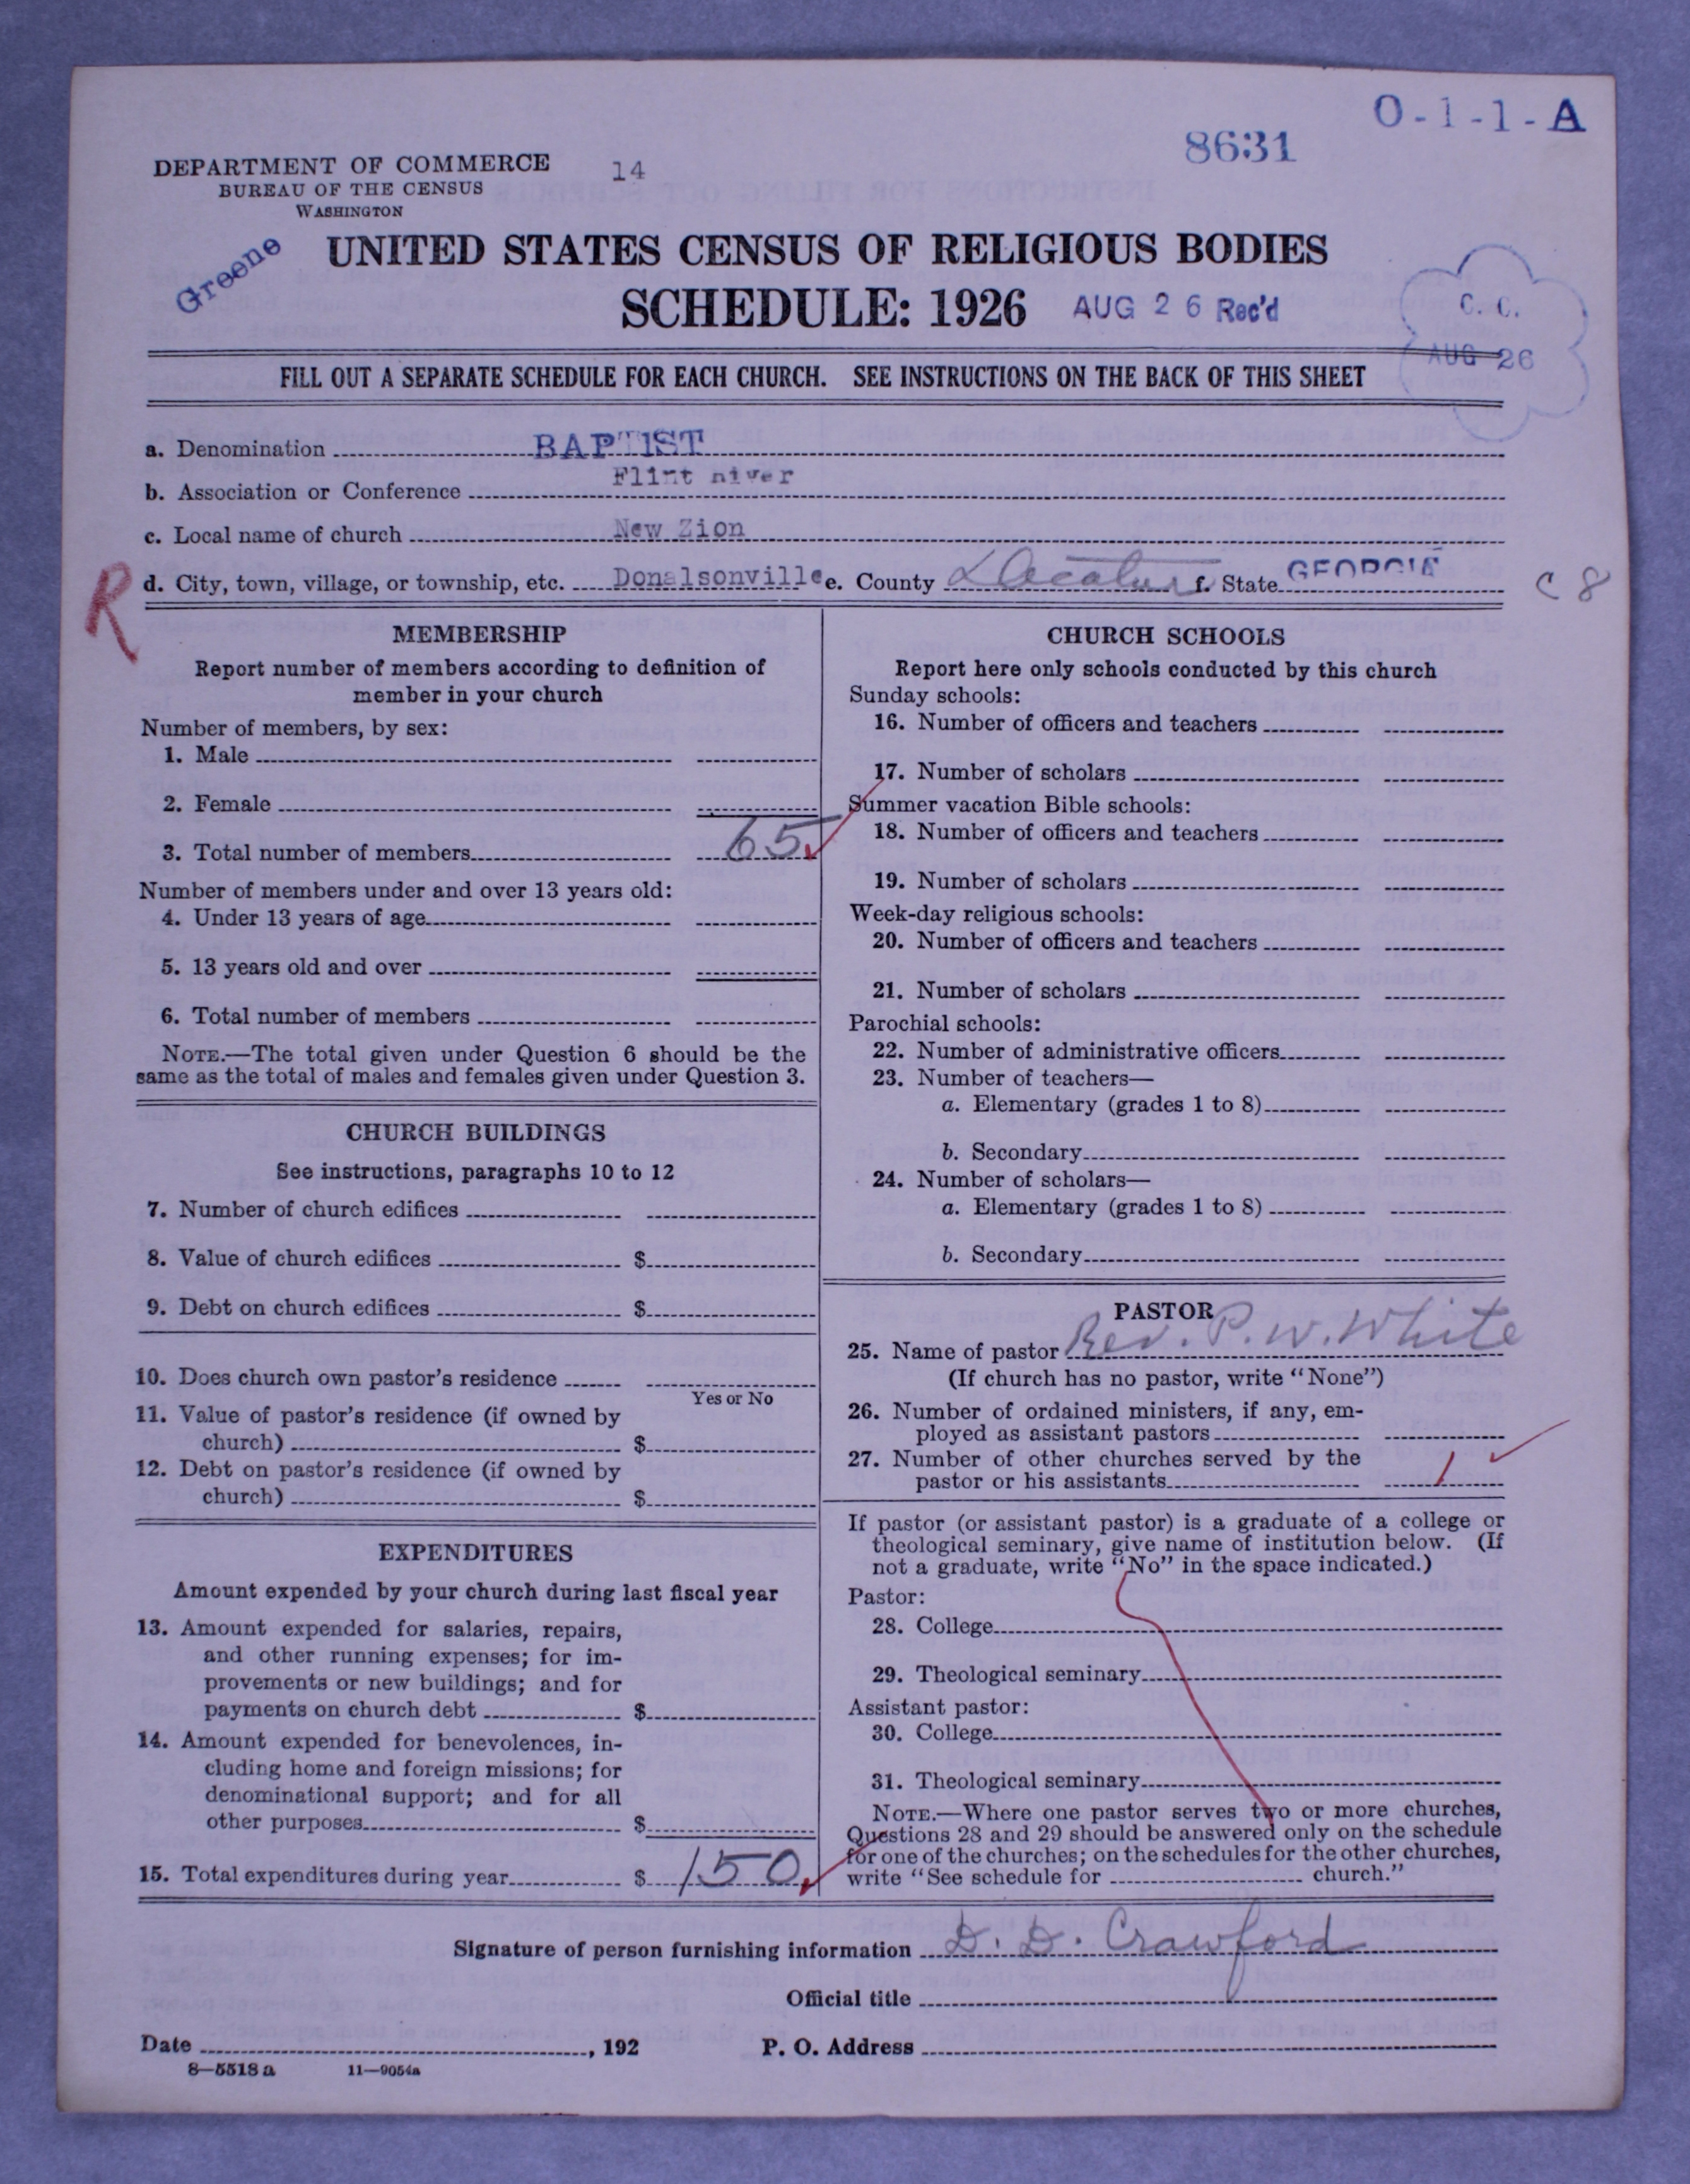 O-1-1-A
8631
DEPARTMENT OF COMMERCE
BUREAU OF THE CENSUS
WASHINGTON
14
Greene
UNITED STATES CENSUS OF RELIGIOUS BODIES
SCHEDULE: 1926
AUG 26 Rec'd
C. C.
AUG 26
FILL OUT A SEPARATE SCHEDULE FOR EACH CHURCH. SEE INSTRUCTIONS ON THE BACK OF THIS SHEET
a. Denomination BAPTIST
b. Association or Conference Flint River
c. Local name of church New Zion
R
d. City, town, village, or township, etc. Donalsonville e. County Decatur f. State GEORGIA
C 8
MEMBERSHIP
Report number of members according to definition of
member in your church
Number of members, by sex:
1. Male
2. Female
3. Total number of members 65
Number of members under and over 13 years old:
4. Under 13 years of age
5. 13 years old and over
6. Total number of members
NOTE.—The total given under Question 6 should be the
same as the total of males and females given under Question 3.
CHURCH BUILDINGS
See instructions, paragraphs 10 to 12
7. Number of church edifices
8. Value of church edifices $
9. Debt on church edifices $
10. Does church own pastor's residence
Yes or No
11. Value of pastor's residence (if owned by
church) $
12. Debt on pastor's residence (if owned by
church) $
EXPENDITURES
Amount expended by your church during last fiscal year
13. Amount expended for salaries, repairs,
and other running expenses; for im-
provements or new buildings; and for
payments on church debt $
14. Amount expended for benevolences, in-
cluding home and foreign missions; for
denominational support; and for all
other purposes $
15. Total expenditures during year $ 150
CHURCH SCHOOLS
Report here only schools conducted by this church
Sunday schools:
16. Number of officers and teachers
17. Number of scholars
Summer vacation Bible schools:
18. Number of officers and teachers
19. Number of scholars
Week-day religious schools:
20. Number of officers and teachers
21. Number of scholars
Parochial schools:
22. Number of administrative officers
23. Number of teachers—
a. Elementary (grades 1 to 8)
b. Secondary
24. Number of scholars—
a. Elementary (grades 1 to 8)
b. Secondary
PASTOR
25. Name of pastor Rev. P. W. White
(If church has no pastor, write "None")
26. Number of ordained ministers, if any, em-
ployed as assistant pastors
27. Number of other churches served by the
pastor or his assistants 1
If pastor (or assistant pastor) is a graduate of a college or
theological seminary, give name of institution below. (If
not a graduate, write "No" in the space indicated.)
Pastor:
28. College
29. Theological seminary
Assistant pastor:
30. College
31. Theological seminary
NOTE.—Where one pastor serves two or more churches,
Questions 28 and 29 should be answered only on the schedule
for one of the churches; on the schedules for the other churches,
write "See schedule for church."
Signature of person furnishing information D. D. Crawford
Official title
Date , 192 P. O. Address
8—5518 a 11—9054a